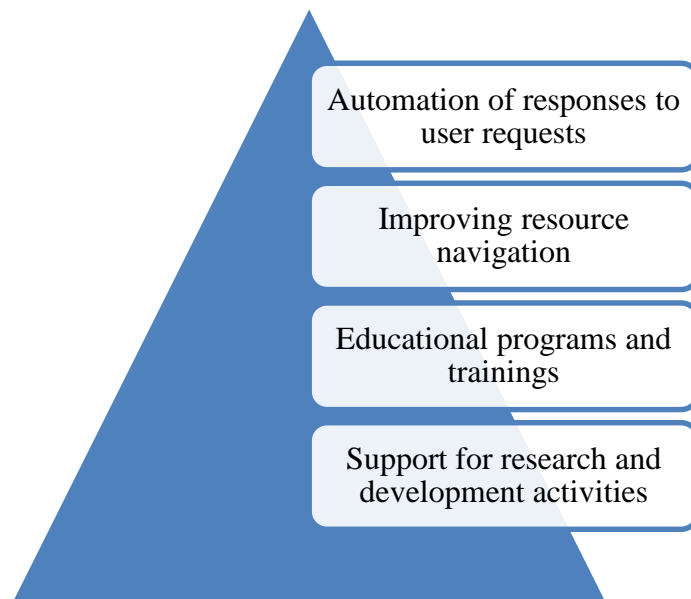 Automation of responses to
user requests
Improving resource
navigation
Educational programs and
trainings
Support for research and
development activities